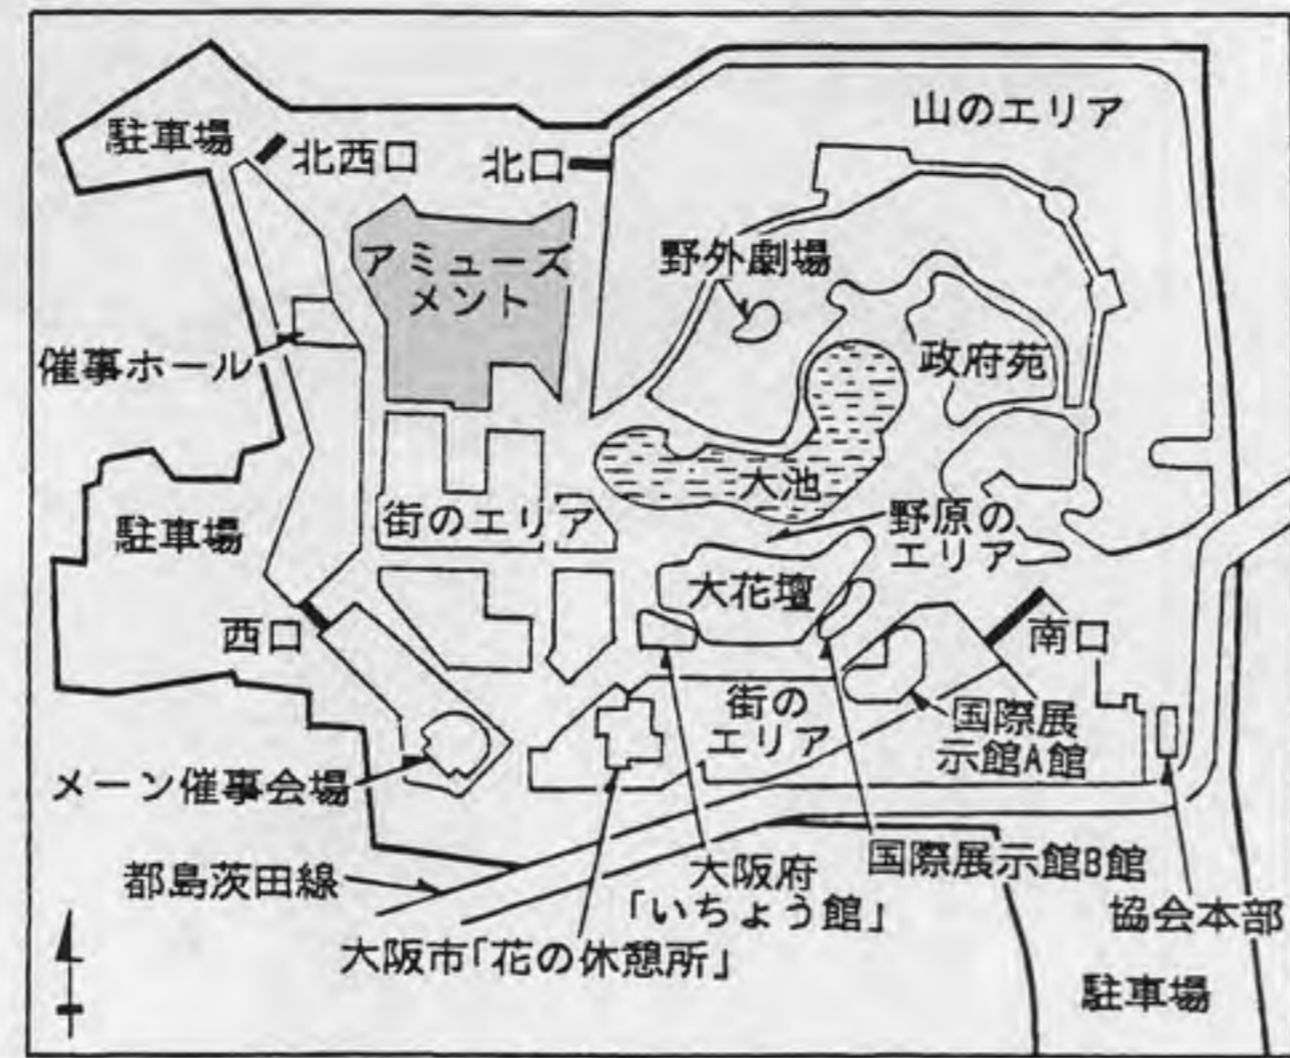 山のエリア
駐車場
北西口
北口
アミューズ
メント
野外劇場
催事ホール
政府苑
大池
街のエリア
野原の
エリア
駐車場
大花壇
西口
南口
街の
エリア
国際展
示館A館
メーン催事会場
都島茨田線
大阪府
「いちょう館」
国際展示館B館
大阪市「花の休憩所」
協会本部
駐車場